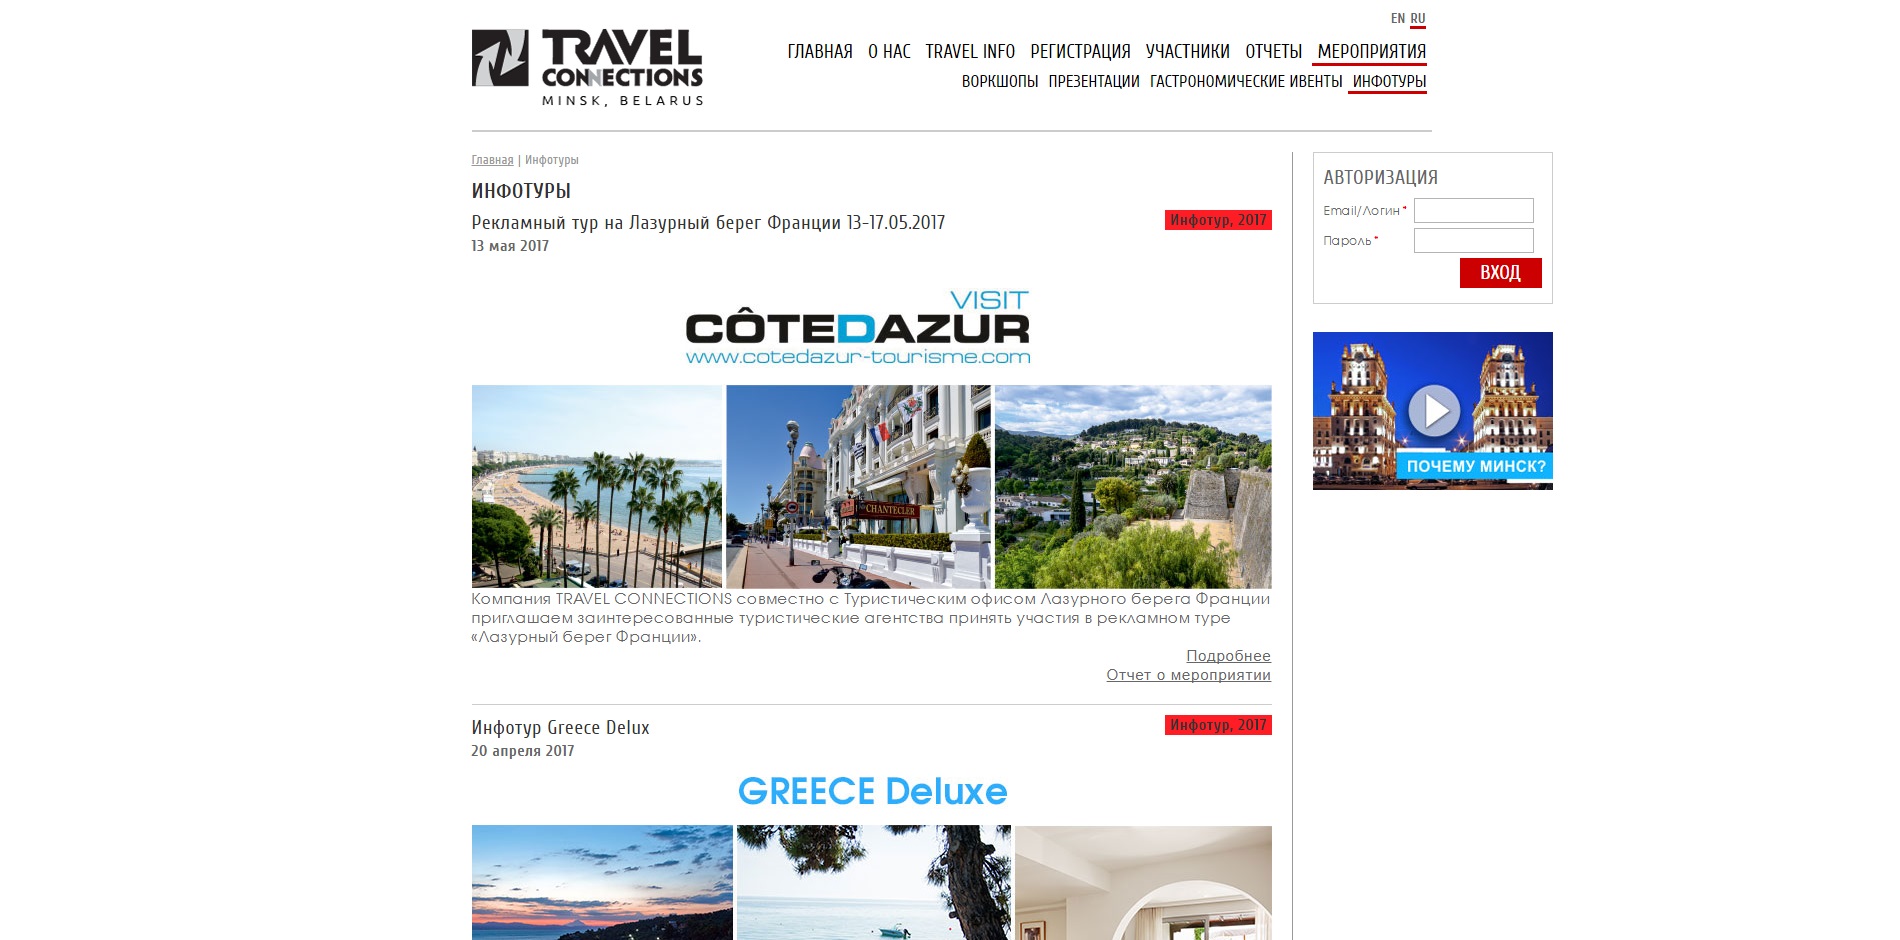 EN RU
TRAVEL
CONNECTIONS
MINSK, BELARUS
ГЛАВНАЯ О НАС TRAVEL INFO РЕГИСТРАЦИЯ УЧАСТНИКИ ОТЧЕТЫ МЕРОПРИЯТИЯ
ВОРКШОПЫ ПРЕЗЕНТАЦИИ ГАСТРОНОМИЧЕСКИЕ ИВЕНТЫ ИНФОТУРЫ
Главная | Инфотуры
ИНФОТУРЫ
Рекламный тур на Лазурный берег Франции 13-17.05.2017
Инфотур, 2017
13 мая 2017
VISIT
CÔTEDAZUR
www.cotedazur-tourisme.com
CHANTECLER
Компания TRAVEL CONNECTIONS совместно с Туристическим офисом Лазурного берега Франции
приглашаем заинтересованные туристические агентства принять участия в рекламном туре
«Лазурный берег Франции».
Подробнее
Отчет о мероприятии
Инфотур Greece Delux
Инфотур, 2017
20 апреля 2017
GREECE Deluxe
АВТОРИЗАЦИЯ
Email/Логин *
Пароль *
ВХОД
ПОЧЕМУ МИНСК?